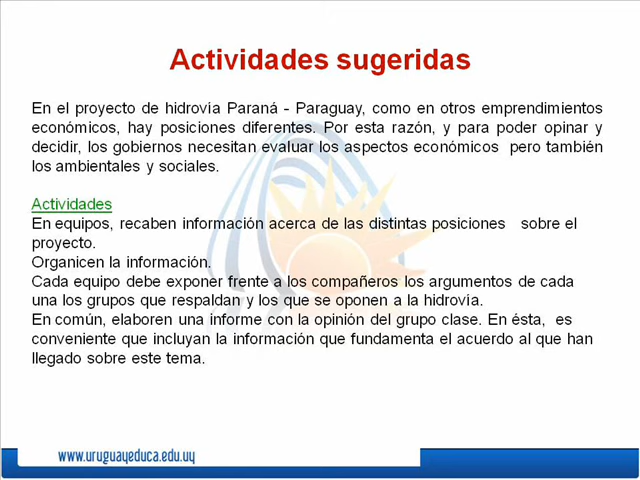 Actividades sugeridas
En el proyecto de hidrovía Paraná - Paraguay, como en otros emprendimientos
económicos, hay posiciones diferentes. Por esta razón, y para poder opinar y
decidir, los gobiernos necesitan evaluar los aspectos económicos pero también
los ambientales y sociales.
Actividades
En equipos, recaben información acerca de las distintas posiciones sobre el
proyecto.
Organicen la información.
Cada equipo debe exponer frente a los compañeros los argumentos de cada
una los grupos que respaldan y los que se oponen a la hidrovía.
En común, elaboren una informe con la opinión del grupo clase. En ésta, es
conveniente que incluyan la información que fundamenta el acuerdo al que han
llegado sobre este tema.
www.uruguayeduca.edu.uy